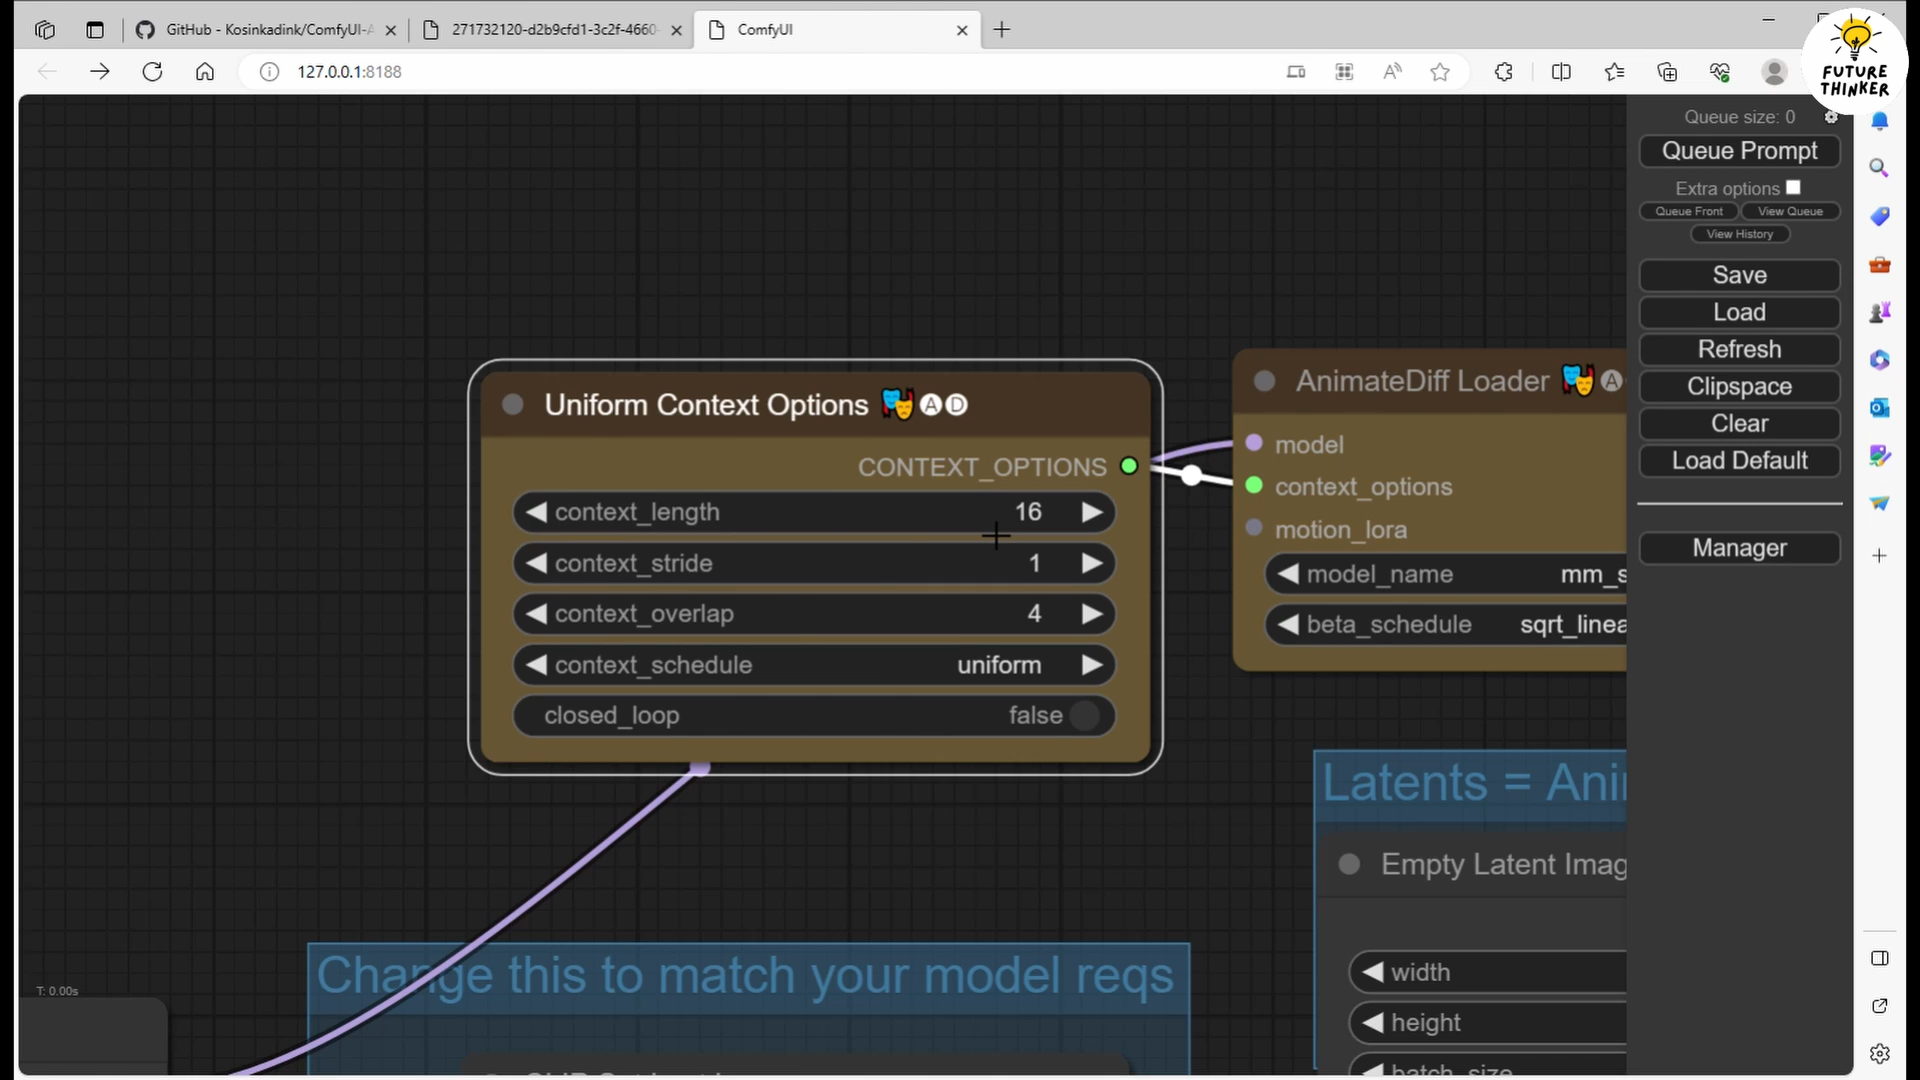 GitHub - Kosinkadink/ComfyUI-A
271732120-d2b9cfd1-3c2f-4660-
ComfyUI
127.0.0.1:8188
FUTURE
THINKER
Queue size: 0
Queue Prompt
Extra options
Queue Front
View Queue
View History
Save
Load
Refresh
Clipspace
Clear
Load Default
Manager
Uniform Context Options 🎭🅐🅓
CONTEXT_OPTIONS
context_length 16
context_stride 1
context_overlap 4
context_schedule uniform
closed_loop false
AnimateDiff Loader 🎭🅐
model
context_options
motion_lora
model_name mm_s
beta_schedule sqrt_linea
Latents = Ani
Empty Latent Imag
width
height
batch_size
Change this to match your model reqs
T: 0.00s